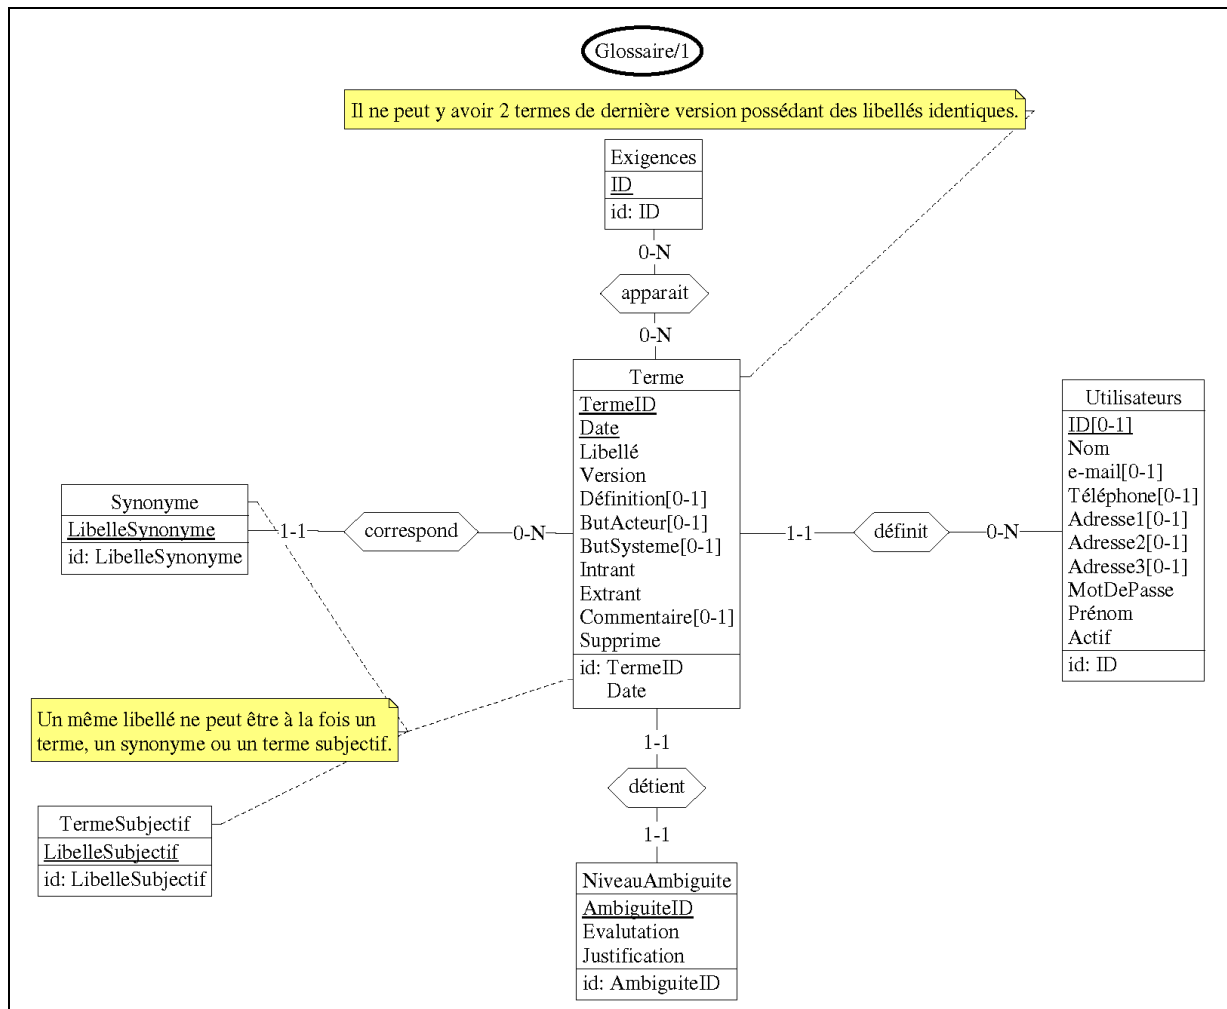 Glossaire/1
Il ne peut y avoir 2 termes de dernière version possédant des libellés identiques.
Exigences
ID
id: ID
0-N
apparait
0-N
Terme
TermeID
Date
Libellé
Version
Définition[0-1]
ButActeur[0-1]
ButSysteme[0-1]
Intrant
Extrant
Commentaire[0-1]
Supprime
id: TermeID
Date
Utilisateurs
ID[0-1]
Nom
e-mail[0-1]
Téléphone[0-1]
Adresse1[0-1]
Adresse2[0-1]
Adresse3[0-1]
MotDePasse
Prénom
Actif
id: ID
Synonyme
LibelleSynonyme
id: LibelleSynonyme
1-1
correspond
0-N
1-1
définit
0-N
Un même libellé ne peut être à la fois un
terme, un synonyme ou un terme subjectif.
1-1
détient
1-1
TermeSubjectif
LibelleSubjectif
id: LibelleSubjectif
NiveauAmbiguite
AmbiguiteID
Evalutation
Justification
id: AmbiguiteID